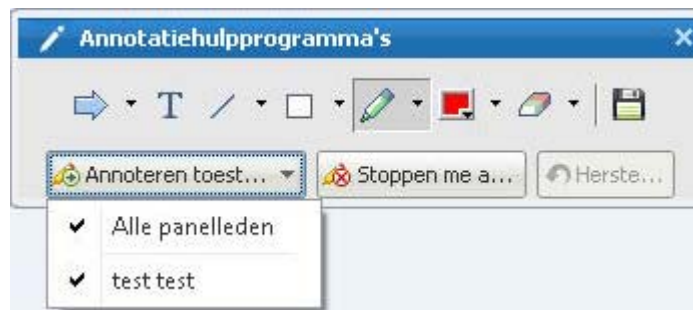 Annotatiehulpprogramma's
T
Annoteren toest...
Stoppen me a...
Herste...
Alle panelleden
test test